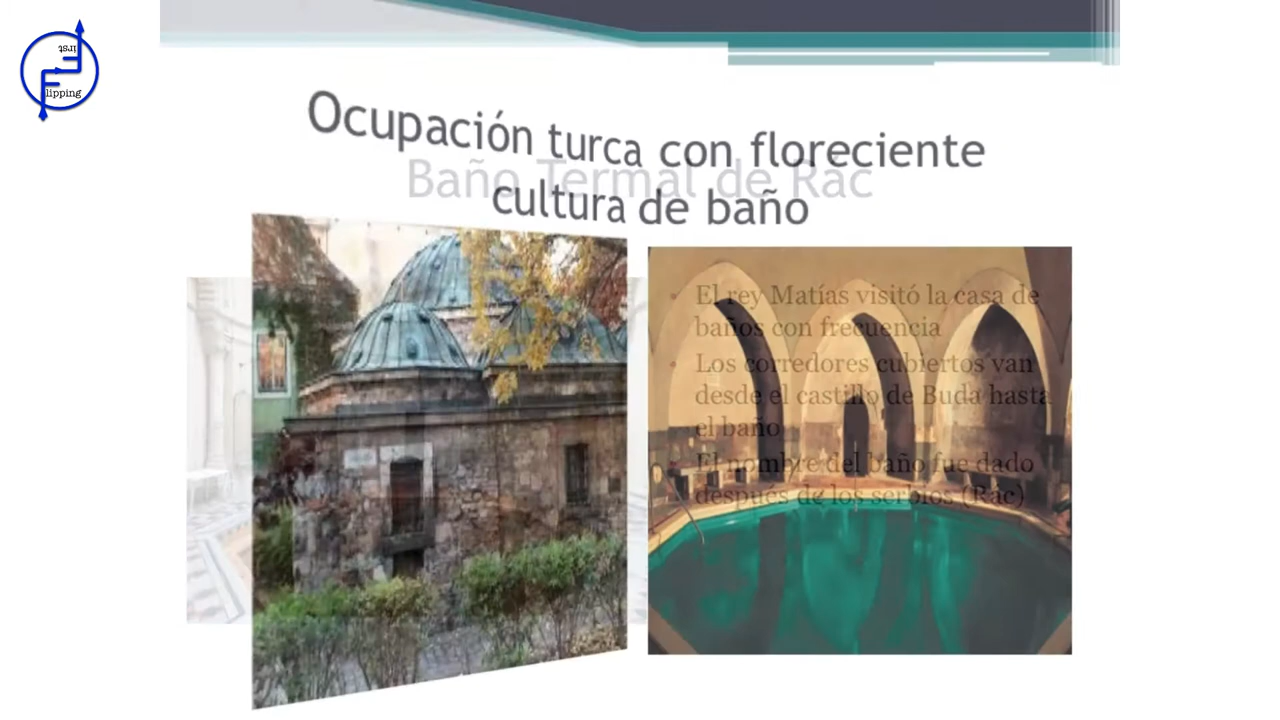 irst
lipping
Ocupación turca con floreciente
cultura de baño
Baño Termal de Rác
El rey Matías visitó la casa de
baños con frecuencia
Los corredores cubiertos van
desde el castillo de Buda hasta
el baño
El nombre del baño fue dado
después de los serbios (Rác)